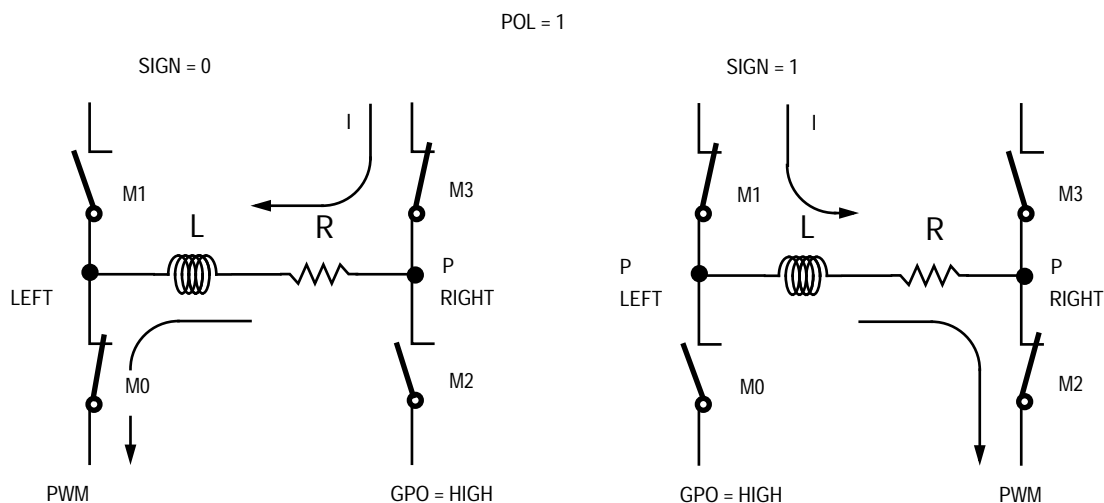 POL = 1
SIGN = 0
SIGN = 1
I
M1
M3
L
R
P
LEFT
RIGHT
M0
M2
PWM
GPO = HIGH
I
M1
M3
L
R
P
P
LEFT
RIGHT
M0
M2
GPO = HIGH
PWM